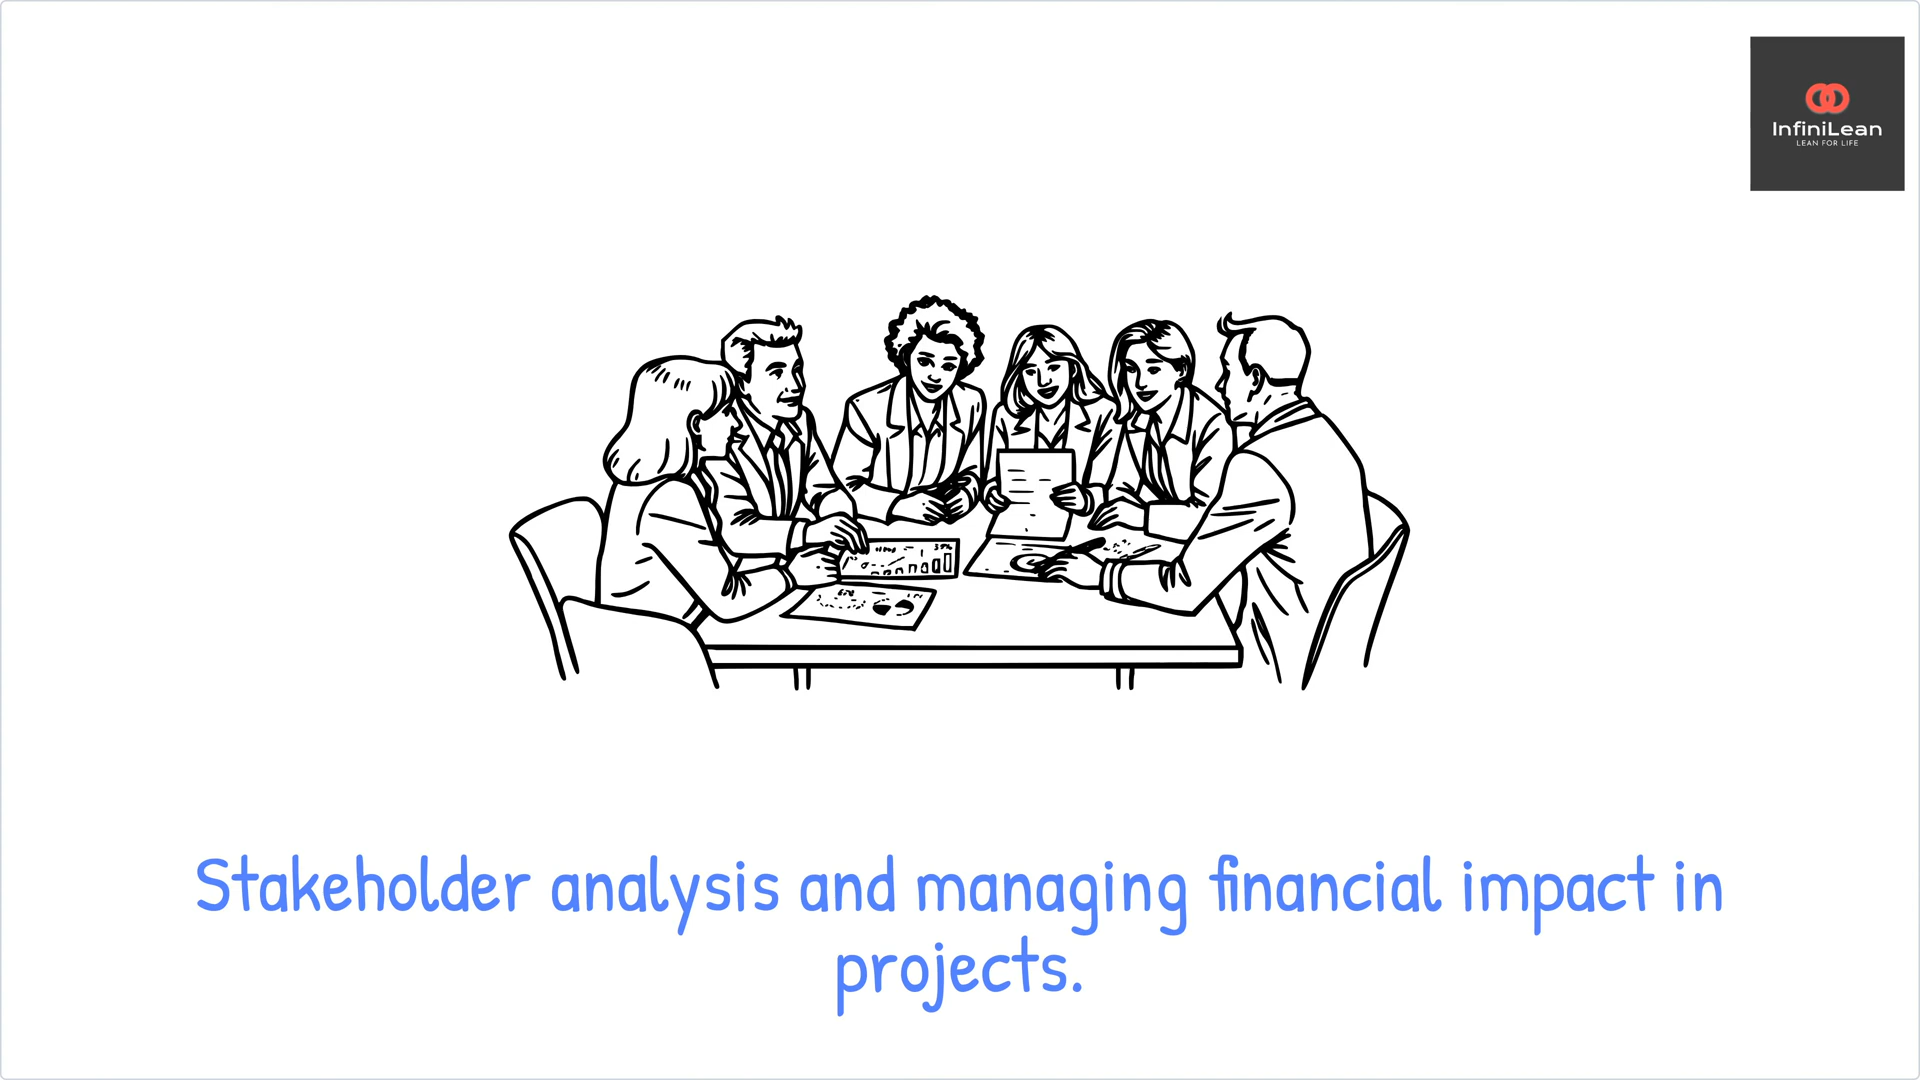 InfiniLean
LEAN FOR LIFE
Stakeholder analysis and managing financial impact in
projects.